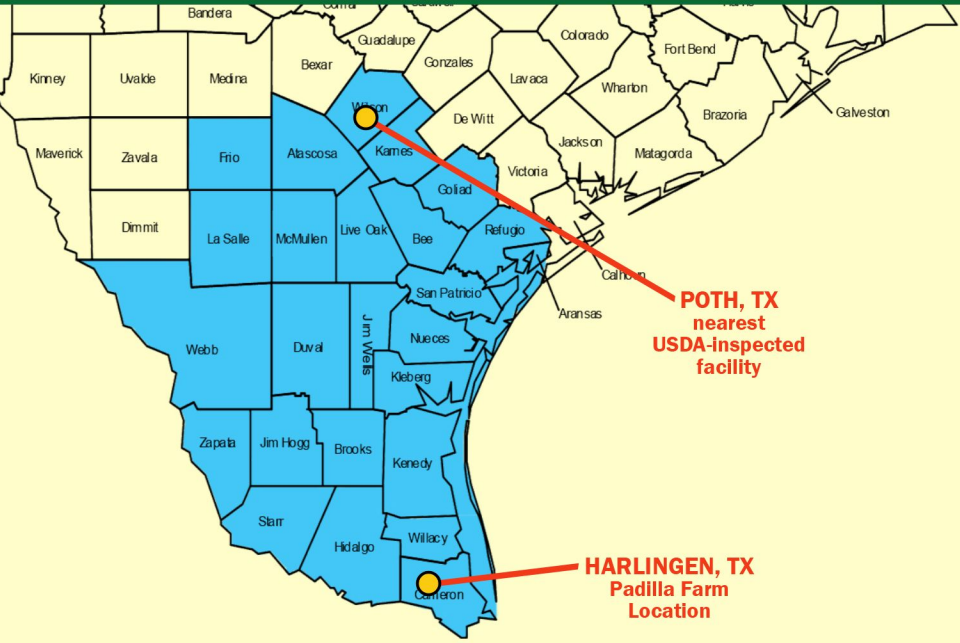 Bandera
Guadalupe
Colorado
Fort Bend
Kinney
Uvalde
Medina
Bexar
Gonzales
Lavaca
Wharton
Brazoria
Galveston
Wilson
De Witt
Maverick
Zavala
Frio
Atascosa
Karnes
Jackson
Matagorda
Victoria
Goliad
Dimmit
La Salle
McMullen
Live Oak
Bee
Refugio
Calhoun
San Patricio
Aransas
POTH, TX
nearest
USDA-inspected
facility
Webb
Duval
Jim Wells
Nueces
Kleberg
Zapata
Jim Hogg
Brooks
Kenedy
Starr
Hidalgo
Willacy
Cameron
HARLINGEN, TX
Padilla Farm
Location